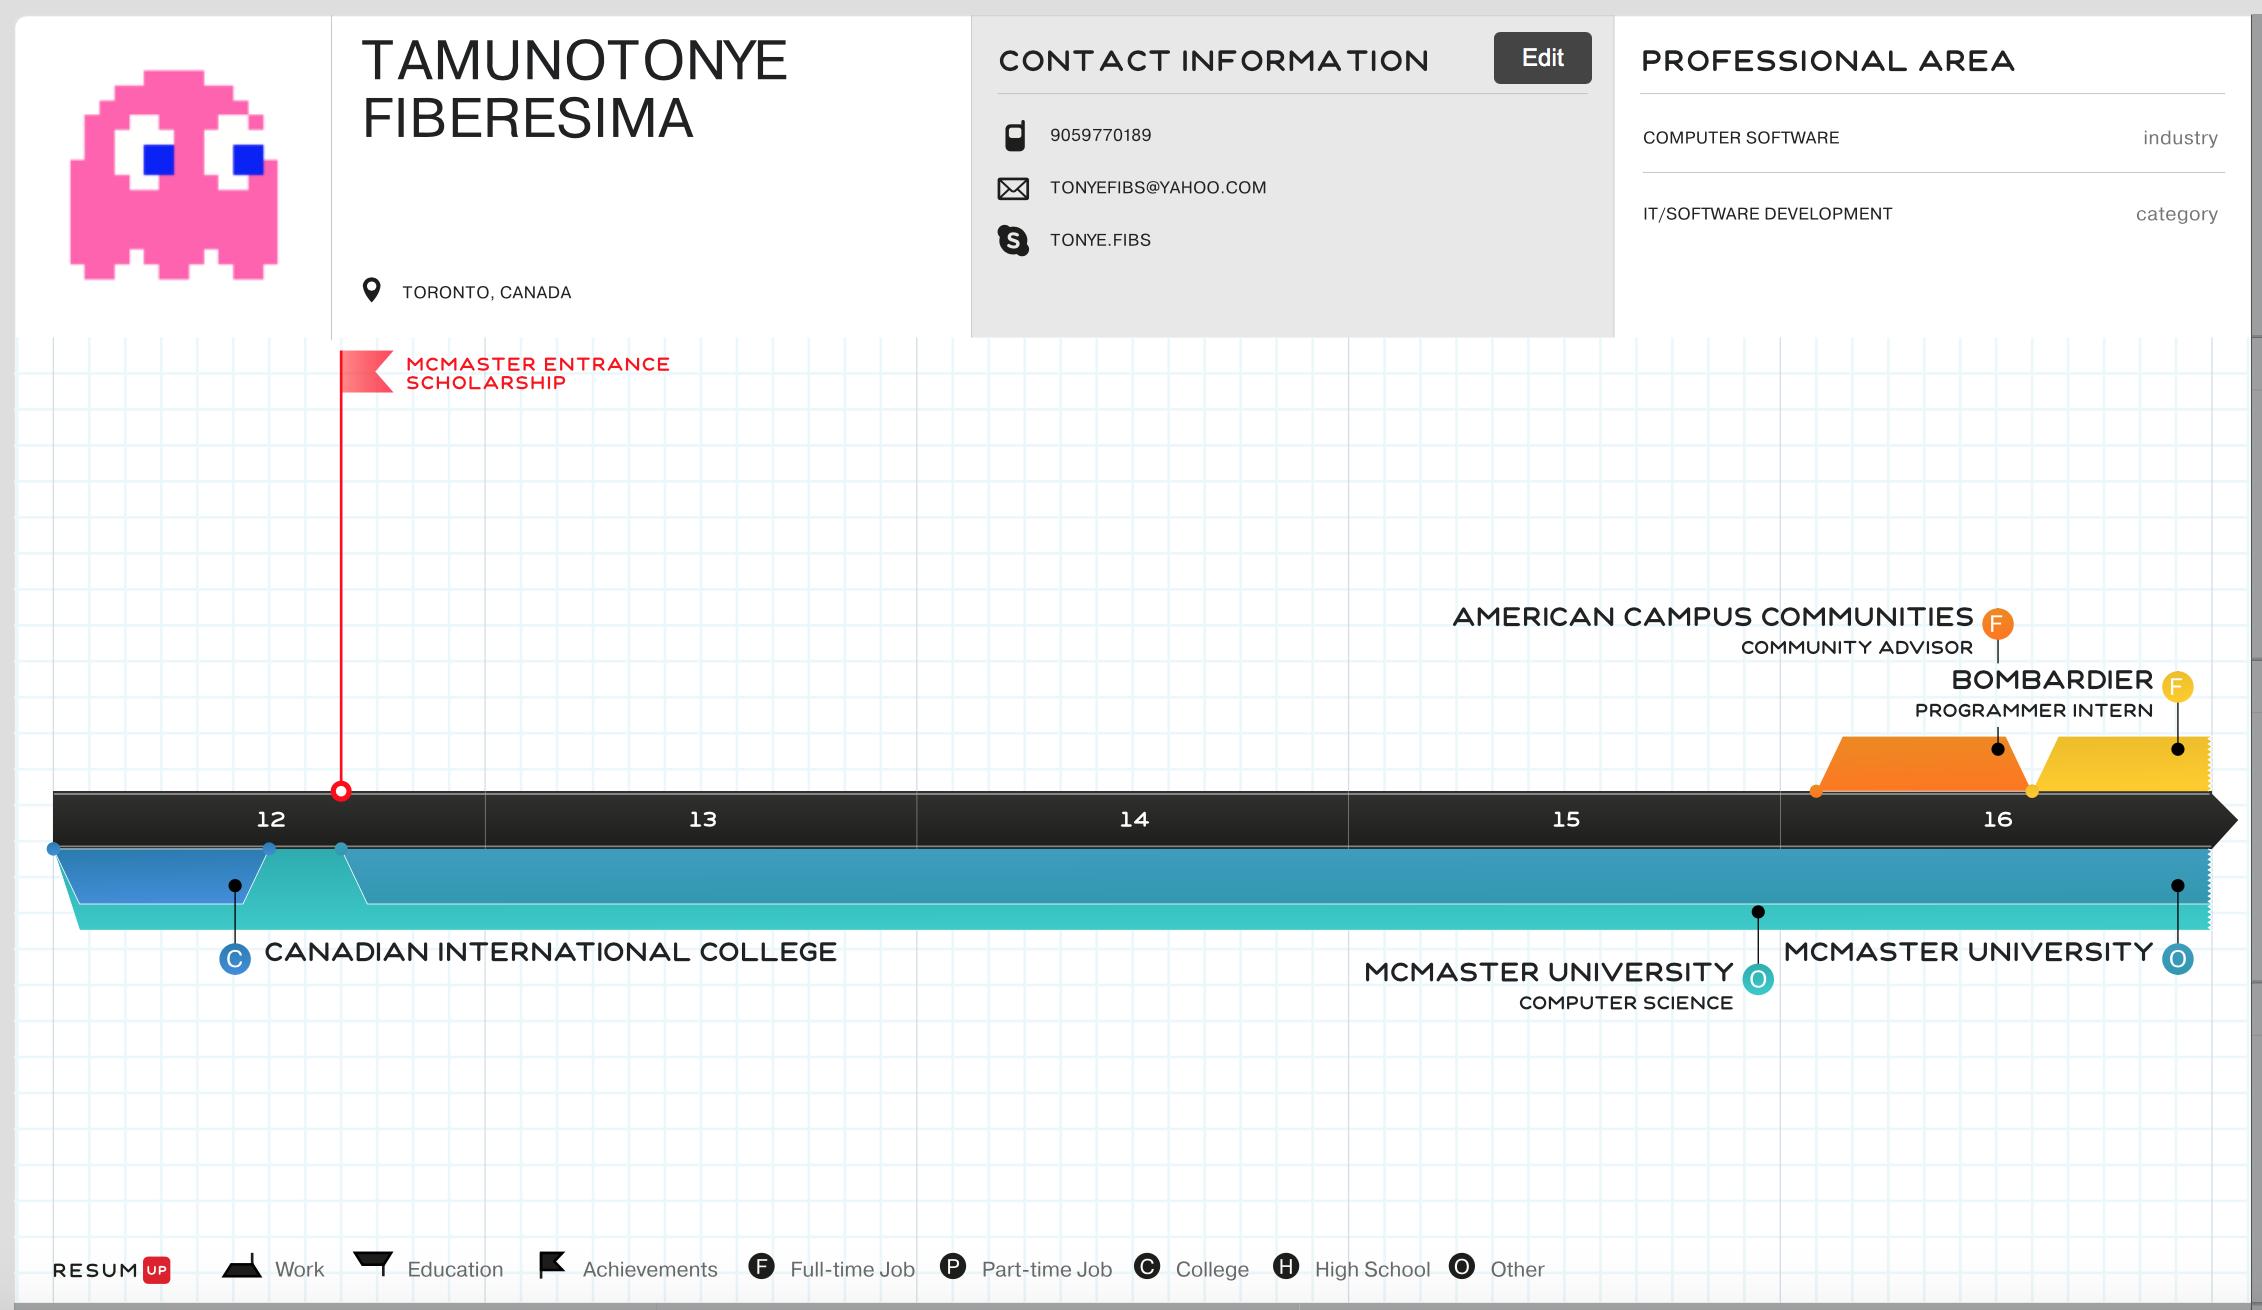 TAMUNOTONYE
FIBERESIMA
TORONTO, CANADA
CONTACT INFORMATION
Edit
9059770189
TONYEFIBS@YAHOO.COM
S
TONYE.FIBS
PROFESSIONAL AREA
COMPUTER SOFTWARE industry
IT/SOFTWARE DEVELOPMENT category
MCMASTER ENTRANCE
SCHOLARSHIP
AMERICAN CAMPUS COMMUNITIES F
COMMUNITY ADVISOR
BOMBARDIER F
PROGRAMMER INTERN
12 13 14 15 16
C CANADIAN INTERNATIONAL COLLEGE
MCMASTER UNIVERSITY O
MCMASTER UNIVERSITY O
COMPUTER SCIENCE
RESUM UP Work Education Achievements F Full-time Job P Part-time Job C College H High School O Other